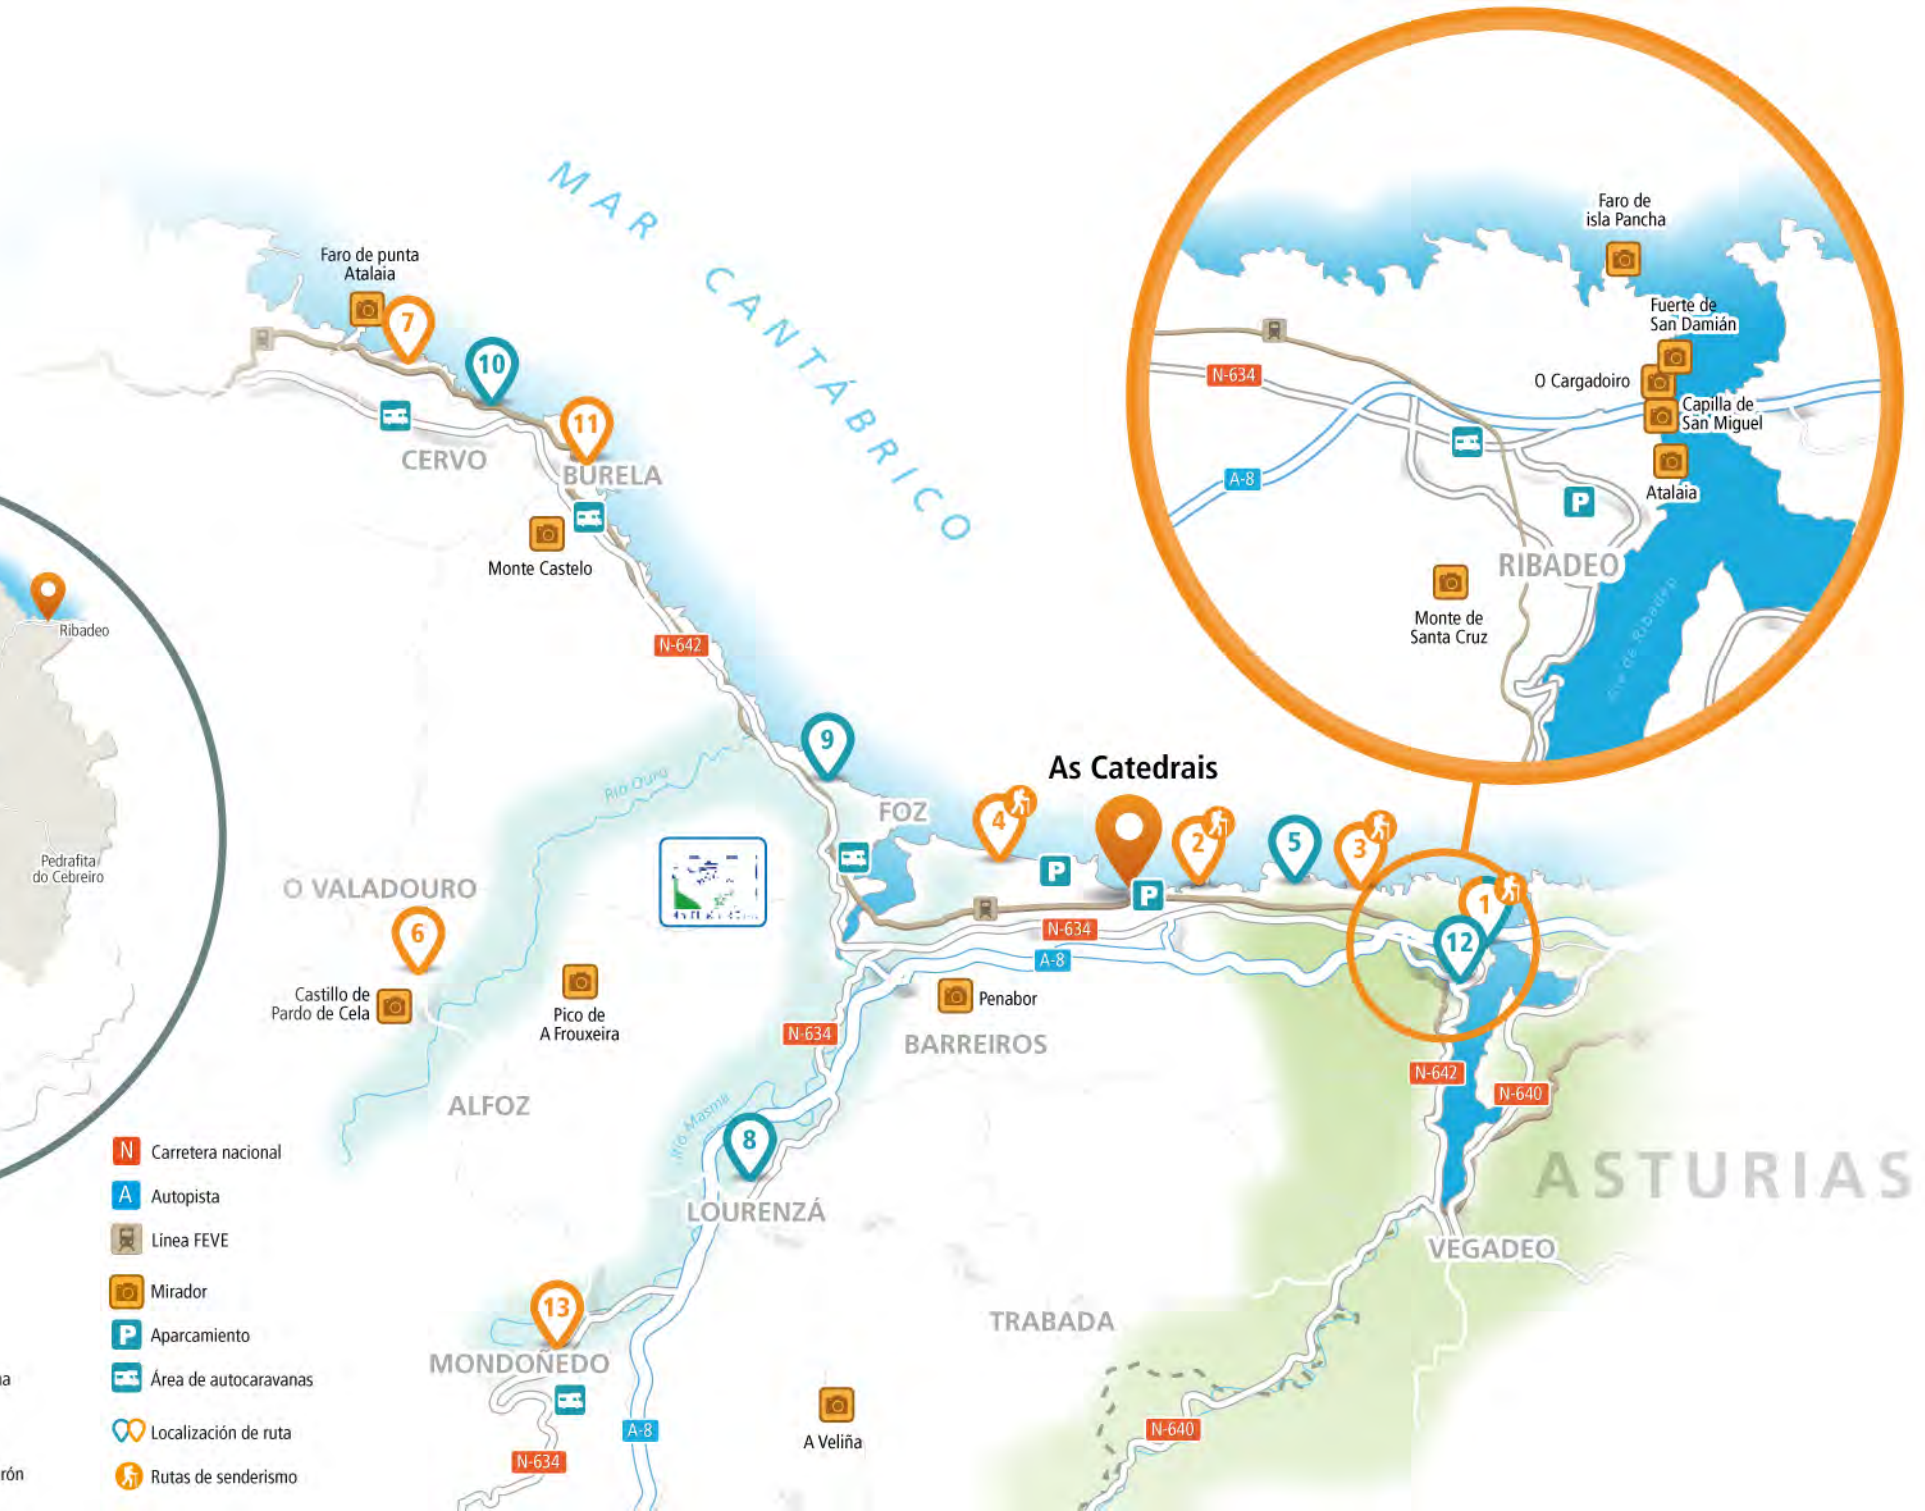 MAR CANTÁBRICO
Faro de
isla Pancha
Fuerte de
San Damián
O Cargadoiro
Capilla de
San Miguel
Atalaia
N-634
A-8
P
RIBADEO
Monte de
Santa Cruz
Ría de Ribadeo
Faro de punta
Atalaia
7
10
11
CERVO
BURELA
Monte Castelo
N-642
Ribadeo
Pedrafita
do Cebreiro
9
FOZ
Río Ouro
As Catedrais
4
P
2
5
3
P
1
12
N-634
A-8
O VALADOURO
6
Castillo de
Pardo de Cela
Pico de
A Frouxeira
Penabor
BARREIROS
N-634
ALFOZ
Río Masma
8
LOURENZÁ
N-642
N-640
ASTURIAS
VEGADEO
TRABADA
13
MONDOÑEDO
A-8
N-634
A Veliña
N-640
N Carretera nacional
A Autopista
Línea FEVE
Mirador
P Aparcamiento
Área de autocaravanas
Localización de ruta
Rutas de senderismo
na
rón